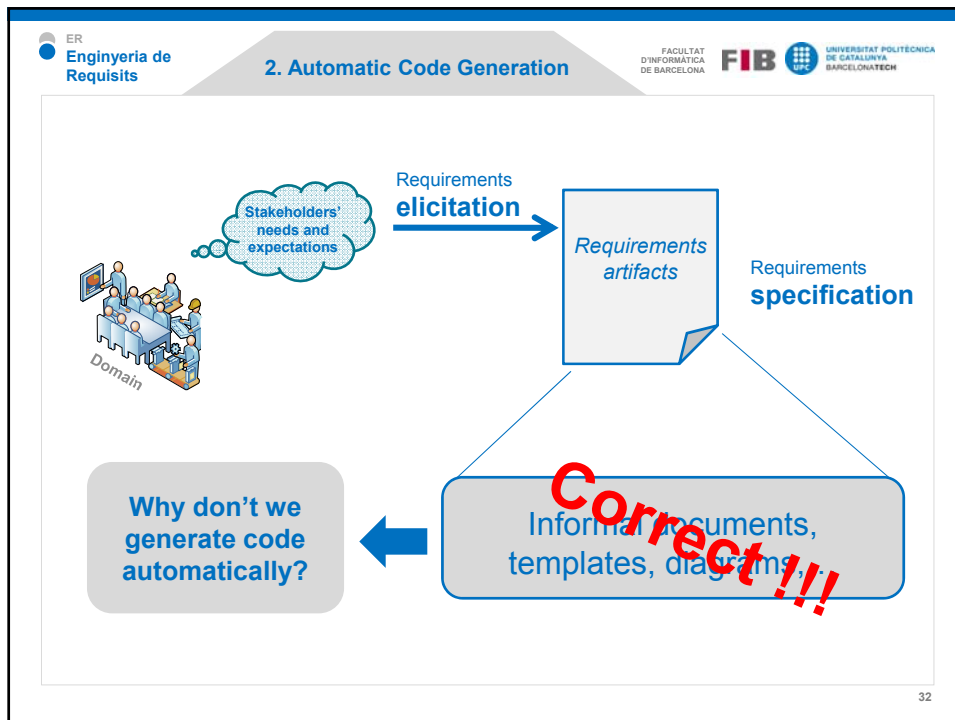 ER
Enginyeria de
Requisits
2. Automatic Code Generation
FACULTAT
D'INFORMÀTICA
DE BARCELONA
FIB
UPC
UNIVERSITAT POLITÈCNICA
DE CATALUNYA
BARCELONATECH
Stakeholders'
needs and
expectations
Requirements
elicitation
Requirements
artifacts
Requirements
specification
Domain
Why don't we
generate code
automatically?
Informal documents,
templates, diagrams,..
Correct !!!
32